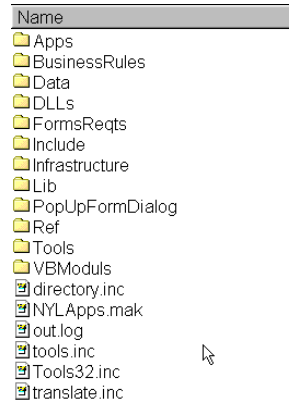 Name
Apps
BusinessRules
Data
DLLs
FormsReqts
Include
Infrastructure
Lib
PopUpFormDialog
Ref
Tools
VBModuls
directory.inc
NYLApps.mak
out.log
tools.inc
Tools32.inc
translate.inc